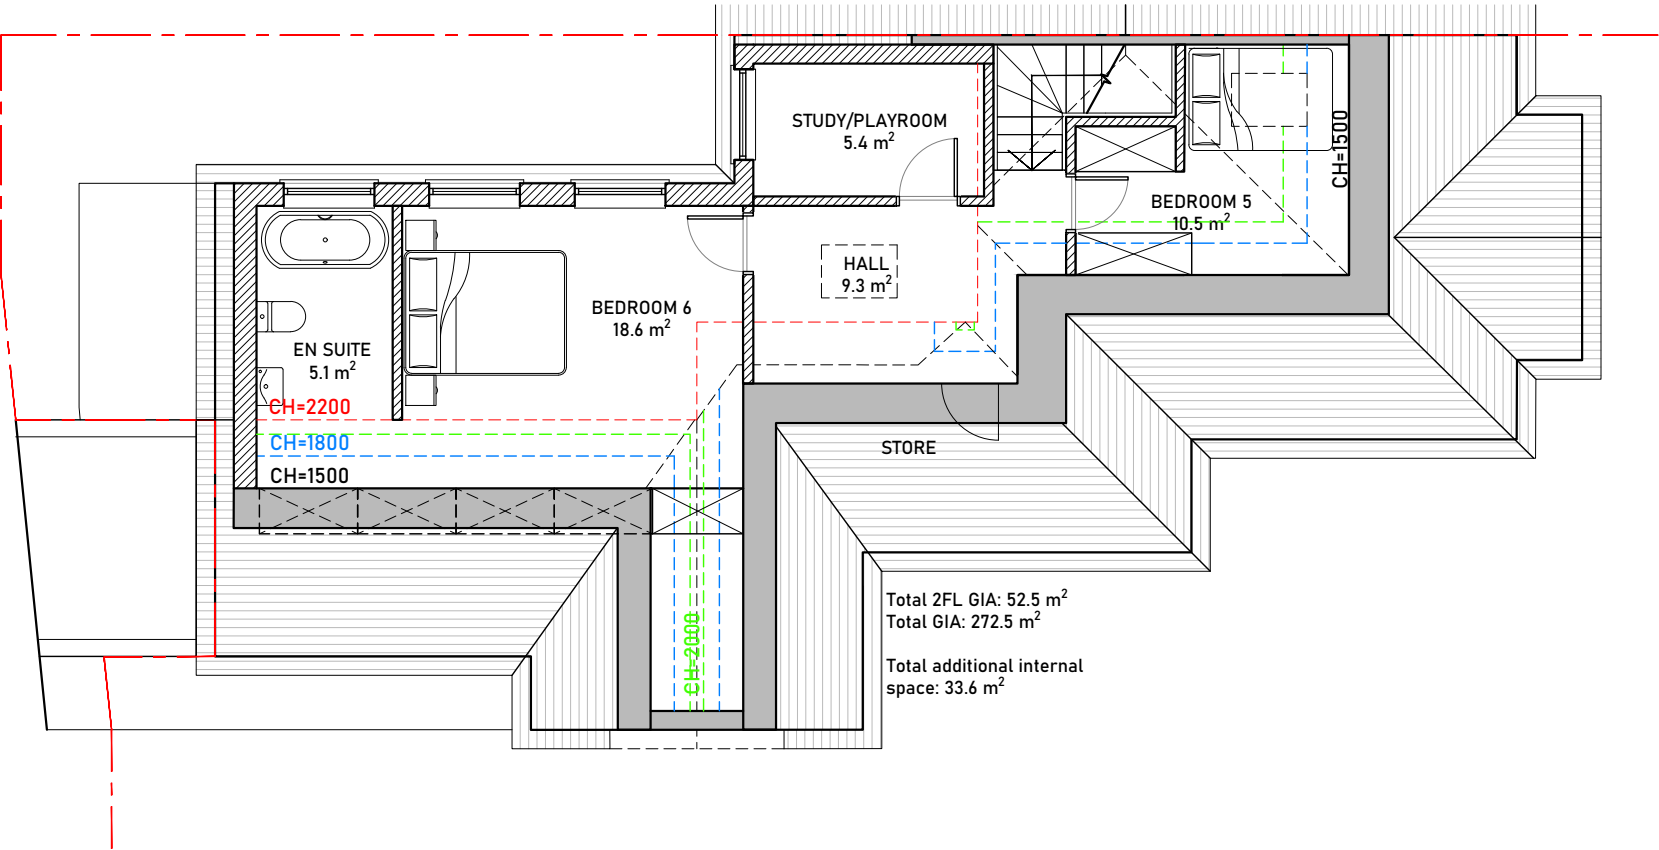 STUDY/PLAYROOM
5.4 m²
CH=1500
BEDROOM 5
10.5 m²
HALL
9.3 m²
BEDROOM 6
18.6 m²
EN SUITE
5.1 m²
CH=2200
CH=1800
CH=1500
STORE
CH=2000
Total 2FL GIA: 52.5 m²
Total GIA: 272.5 m²
Total additional internal
space: 33.6 m²